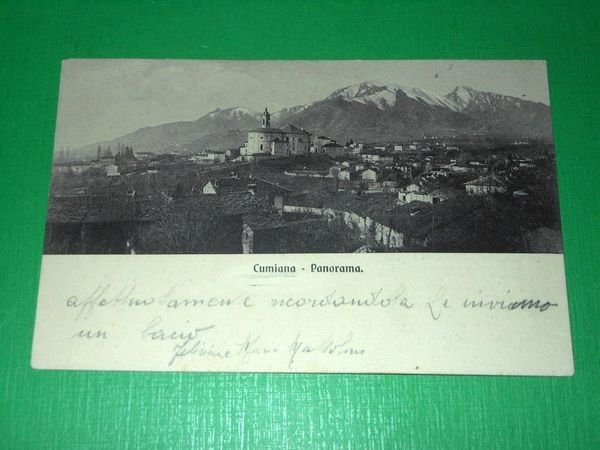 Cumiana - Panorama.
affettuosamente ricordandola Le inviamo
un bacio